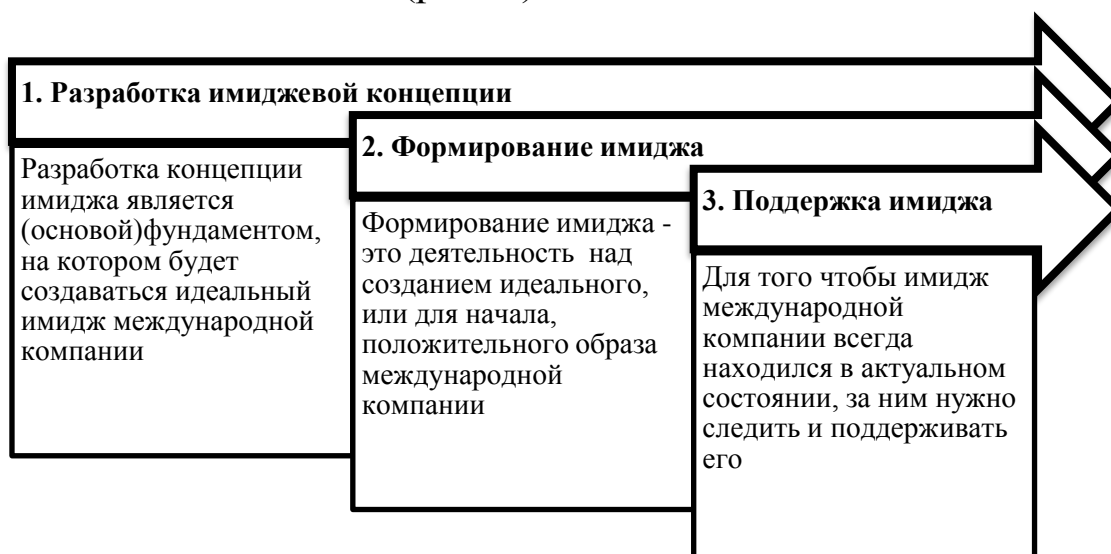 1. Разработка имиджевой концепции
Разработка концепции
имиджа является
(основой)фундаментом,
на котором будет
создаваться идеальный
имидж международной
компании
2. Формирование имиджа
Формирование имиджа -
это деятельность над
созданием идеального,
или для начала,
положительного образа
международной
компании
3. Поддержка имиджа
Для того чтобы имидж
международной
компании всегда
находился в актуальном
состоянии, за ним нужно
следить и поддерживать
его